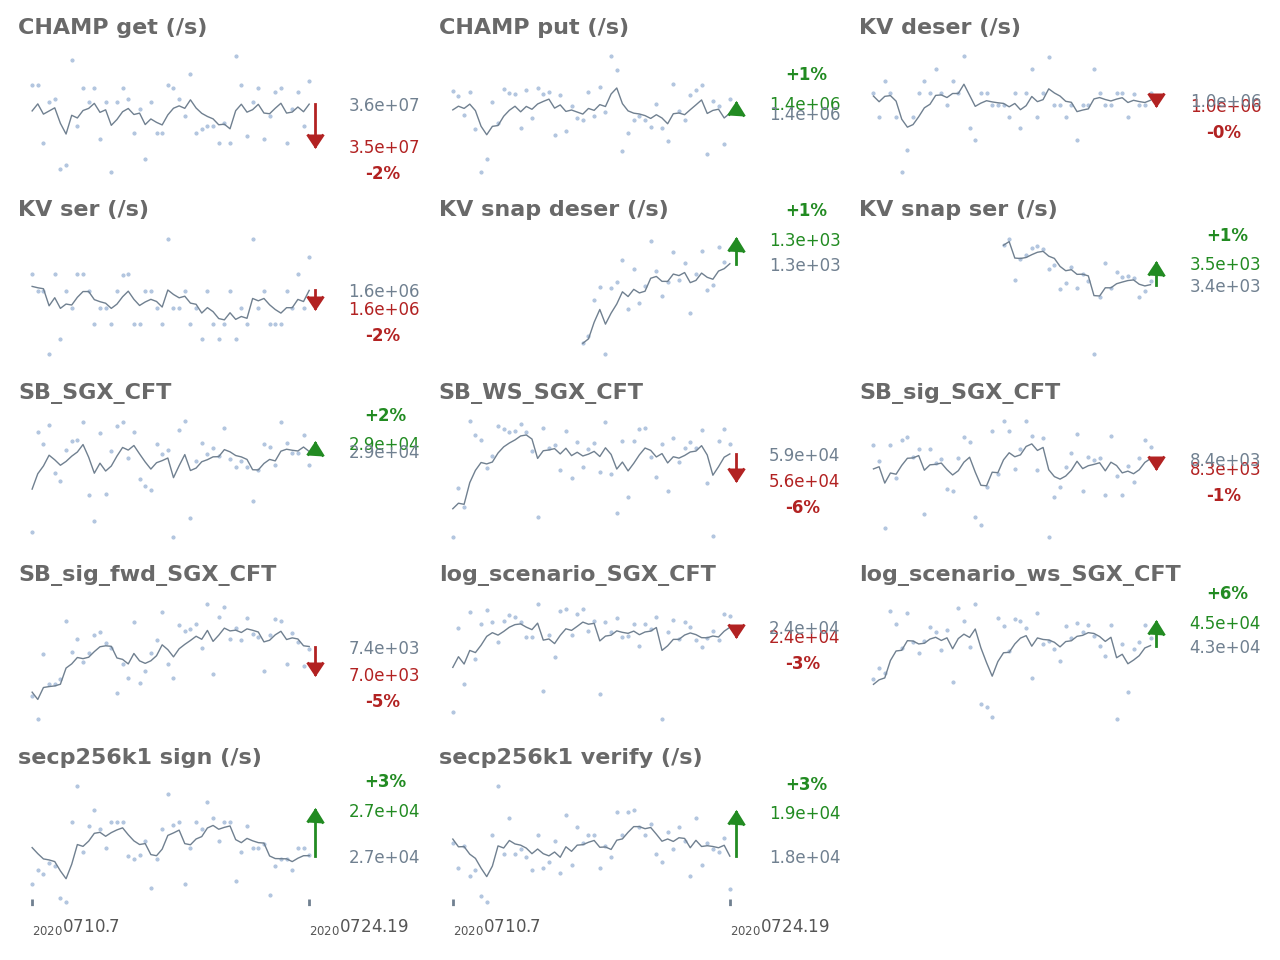 CHAMP get (/s)
3.6e+07
3.5e+07
-2%
CHAMP put (/s)
+1%
1.4e+06
1.4e+06
KV deser (/s)
1.0e+06
1.0e+06
-0%
KV ser (/s)
1.6e+06
1.6e+06
-2%
KV snap deser (/s)
+1%
1.3e+03
1.3e+03
KV snap ser (/s)
+1%
3.5e+03
3.4e+03
SB_SGX_CFT
+2%
2.9e+04
2.9e+04
SB_WS_SGX_CFT
5.9e+04
5.6e+04
-6%
SB_sig_SGX_CFT
8.4e+03
8.3e+03
-1%
SB_sig_fwd_SGX_CFT
7.4e+03
7.0e+03
-5%
log_scenario_SGX_CFT
2.4e+04
2.4e+04
-3%
log_scenario_ws_SGX_CFT
+6%
4.5e+04
4.3e+04
secp256k1 sign (/s)
+3%
2.7e+04
2.7e+04
20200710.7
20200724.19
secp256k1 verify (/s)
+3%
1.9e+04
1.8e+04
20200710.7
20200724.19